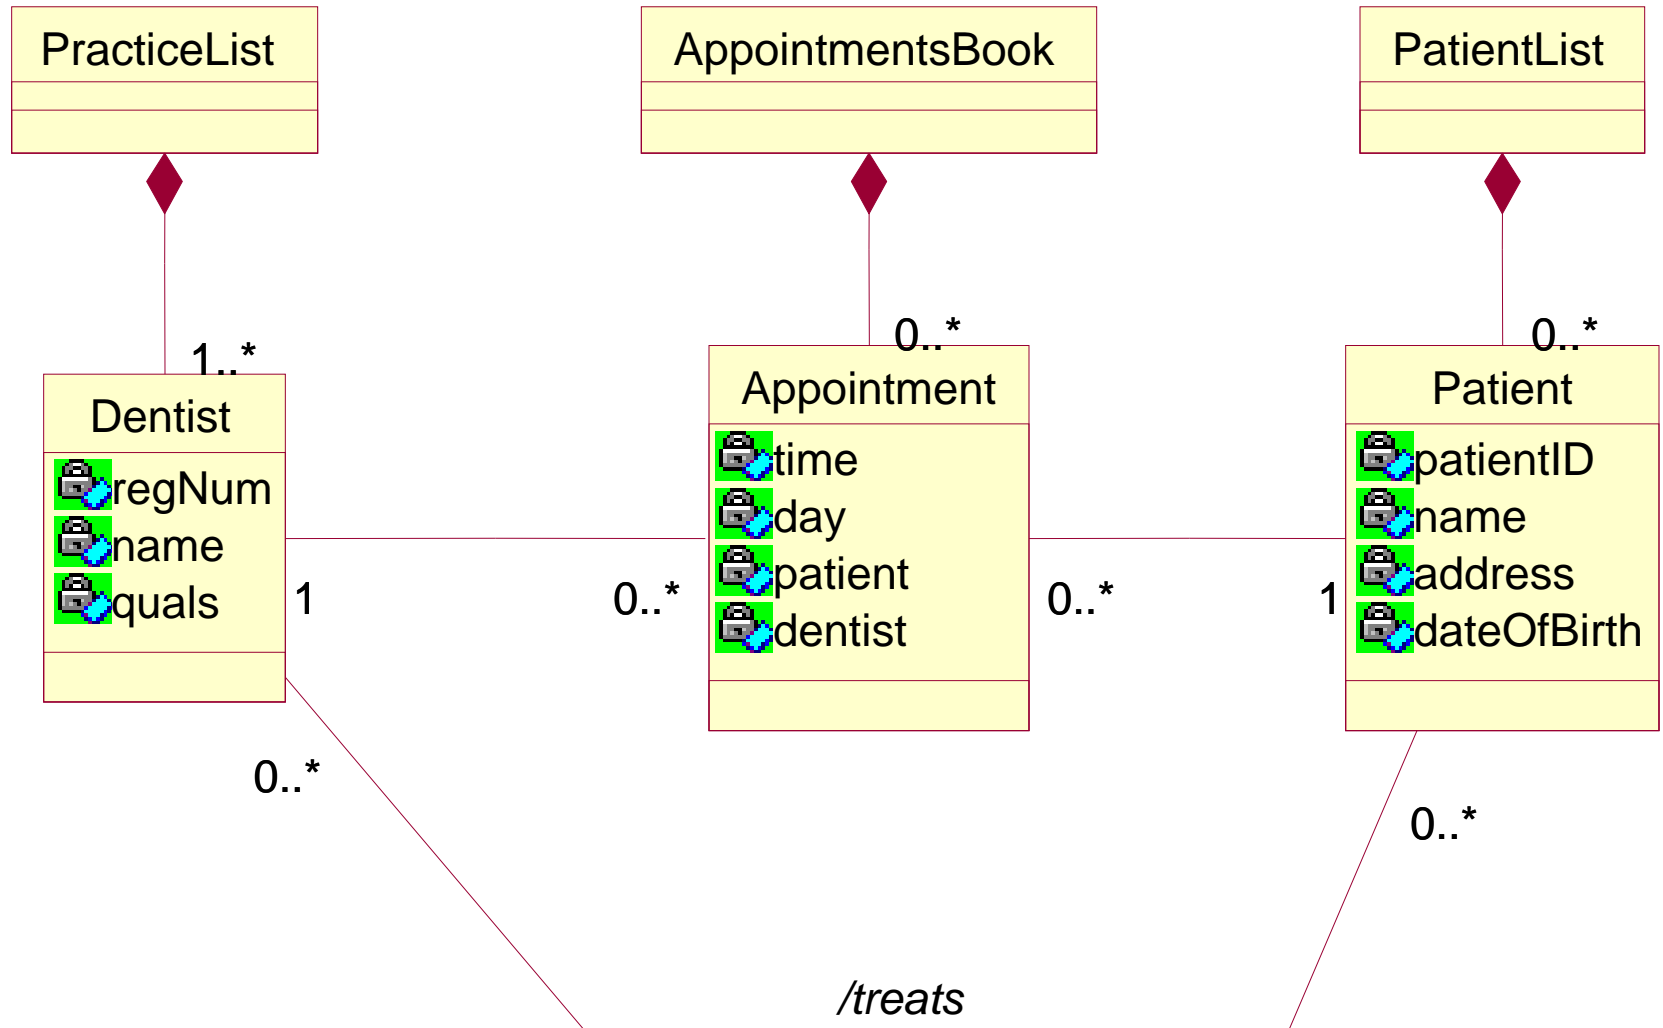 PracticeList
AppointmentsBook
PatientList
1..*
0..*
0..*
Dentist
regNum
name
quals
Appointment
time
day
patient
dentist
Patient
patientID
name
address
dateOfBirth
1
0..*
0..*
1
0..*
0..*
/treats